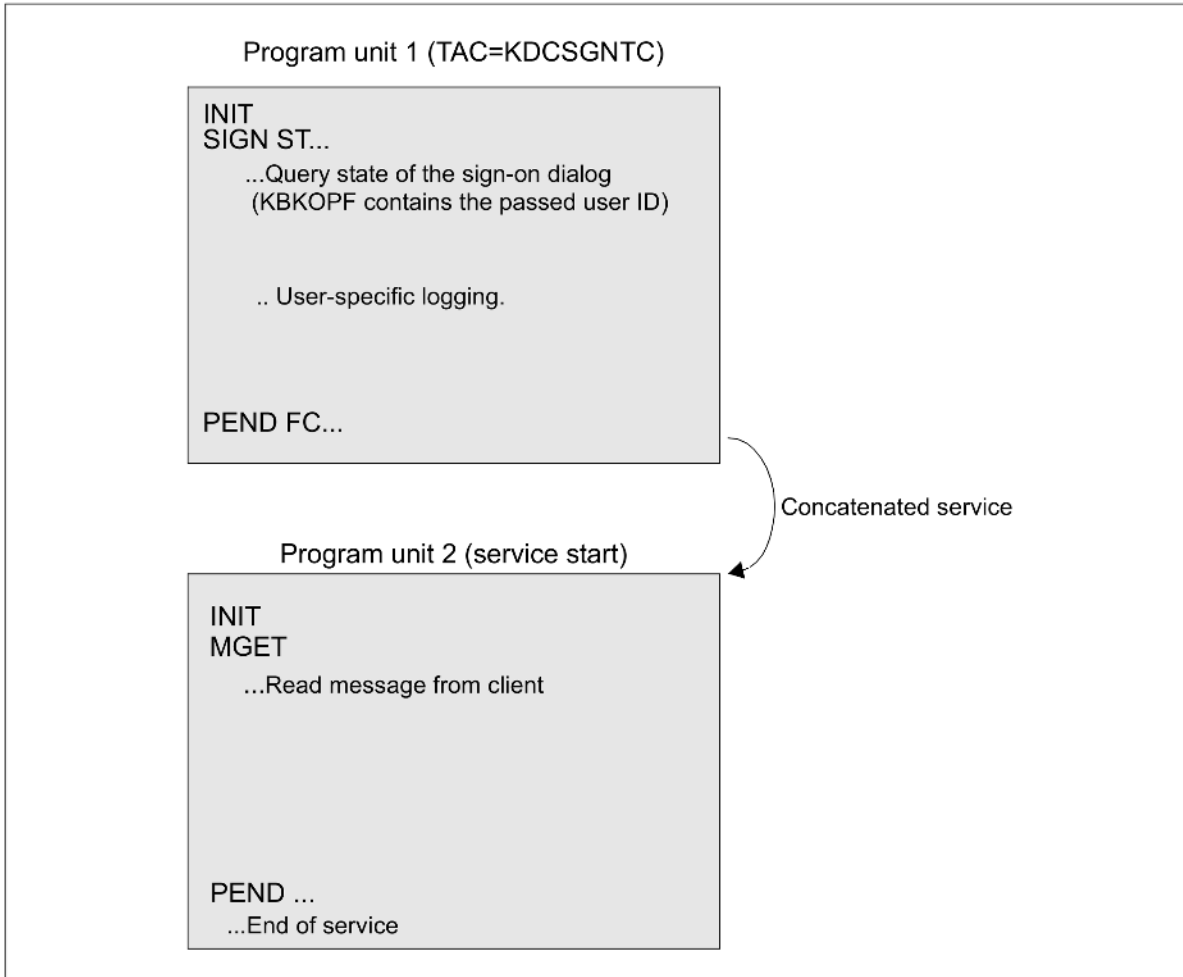 Program unit 1 (TAC=KDCSGNTC)
INIT
SIGN ST...
...Query state of the sign-on dialog
(KBKOPF contains the passed user ID)
.. User-specific logging.
PEND FC...
Concatenated service
Program unit 2 (service start)
INIT
MGET
...Read message from client
PEND ...
...End of service